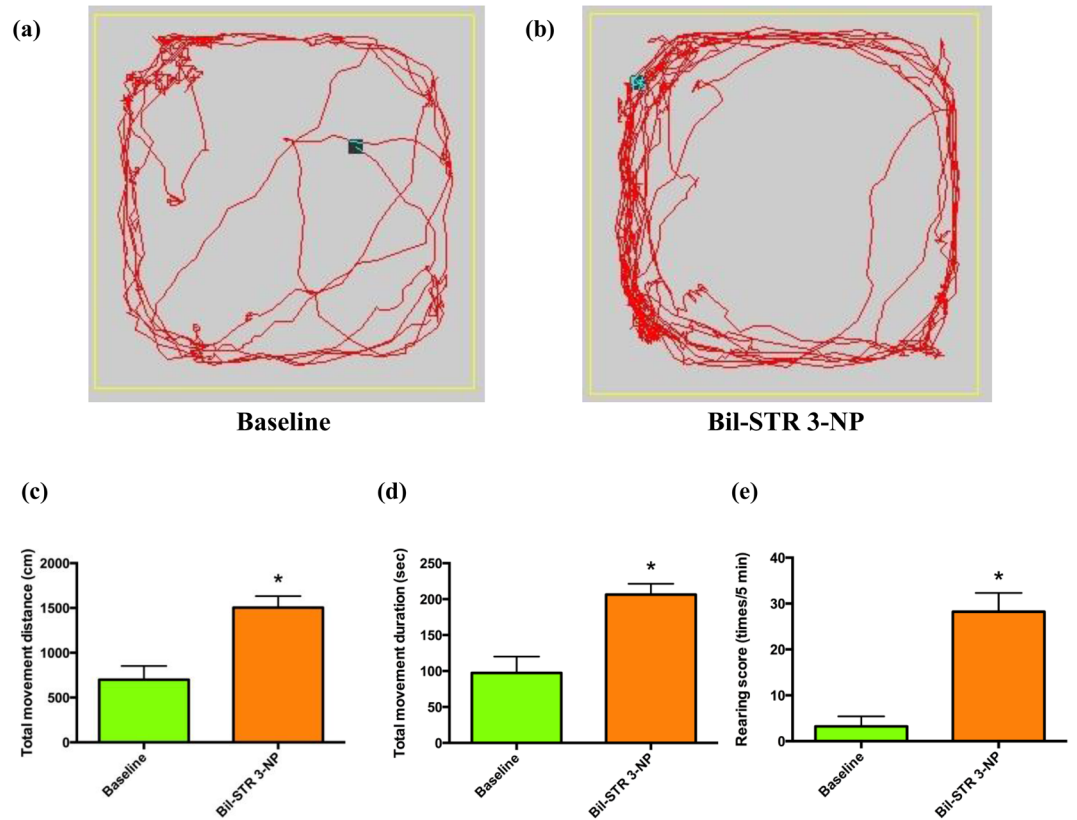 (a)
(b)
Baseline
Bil-STR 3-NP
(c)
(d)
(e)
Total movement distance (cm)
2000
1500
1000
500
0
Baseline
Bil-STR 3-NP
*
Total movement duration (sec)
250
200
150
100
50
0
Baseline
Bil-STR 3-NP
*
Rearing score (times/5 min)
40
30
20
10
0
Baseline
Bil-STR 3-NP
*